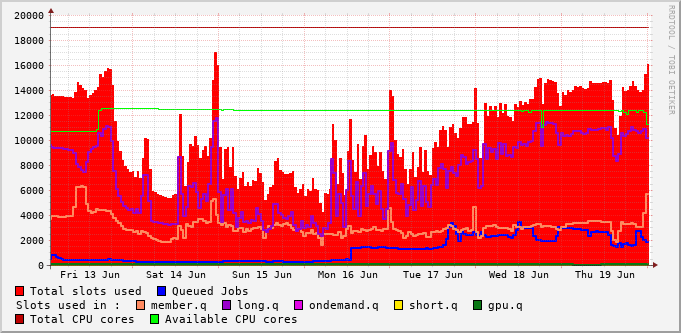 20000
18000
16000
14000
12000
10000
8000
6000
4000
2000
0
Fri 13 Jun Sat 14 Jun Sun 15 Jun Mon 16 Jun Tue 17 Jun Wed 18 Jun Thu 19 Jun
Total slots used Queued Jobs
Slots used in : member.q long.q ondemand.q short.q gpu.q
Total CPU cores Available CPU cores
RRDTOOL / TOBI OETIKER